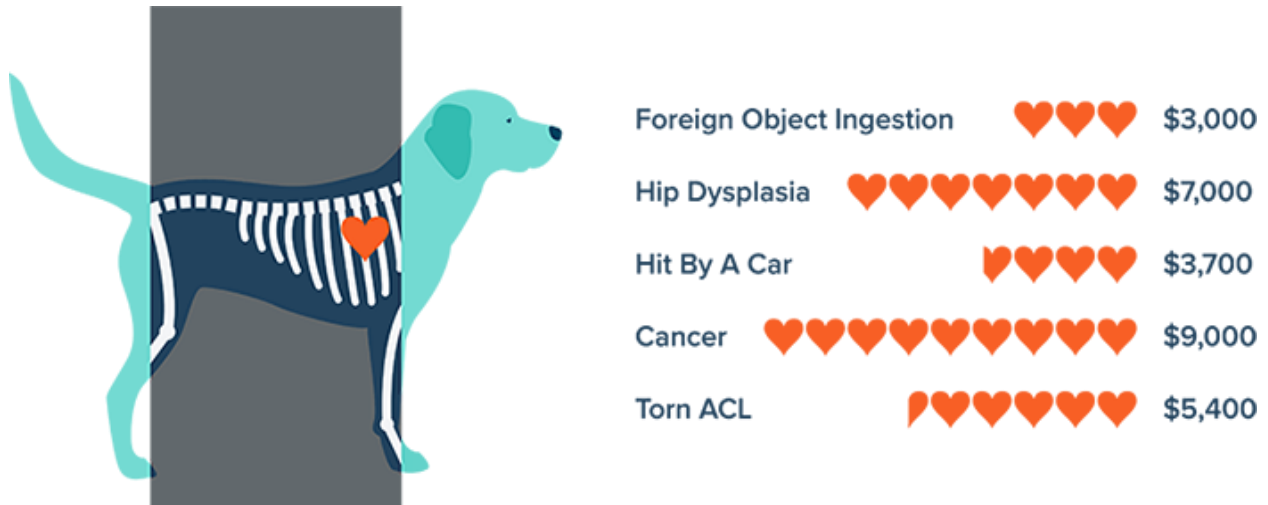 Foreign Object Ingestion $3,000
Hip Dysplasia $7,000
Hit By A Car $3,700
Cancer $9,000
Torn ACL $5,400